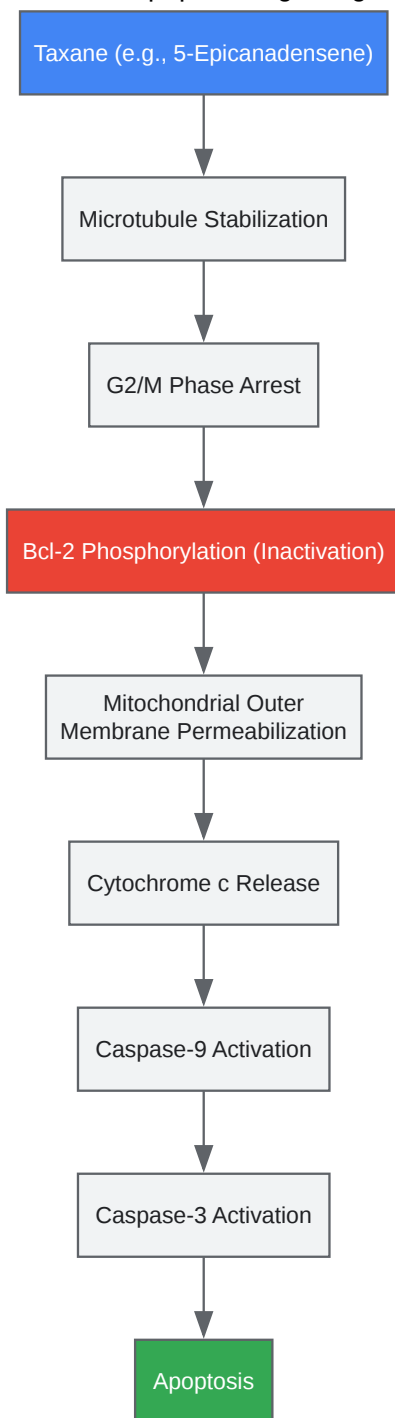 Taxane (e.g., 5-Epicanadensene)
Microtubule Stabilization
G2/M Phase Arrest
Bcl-2 Phosphorylation (Inactivation)
Mitochondrial Outer
Membrane Permeabilization
Cytochrome c Release
Caspase-9 Activation
Caspase-3 Activation
Apoptosis